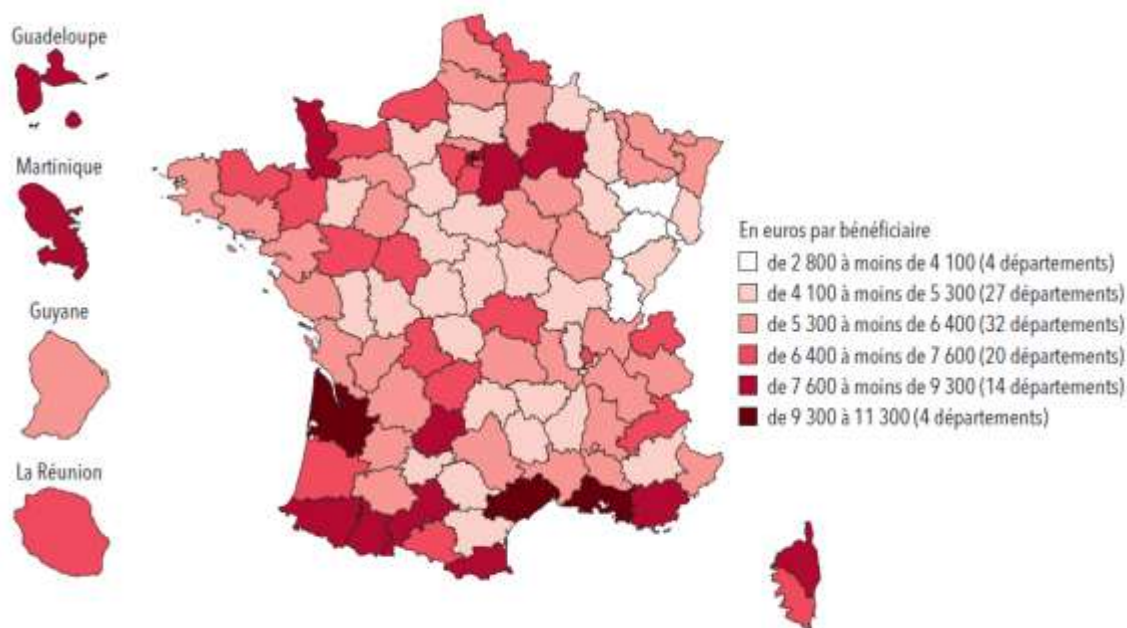 Guadeloupe
Martinique
Guyane
La Réunion
En euros par bénéficiaire
de 2 800 à moins de 4 100 (4 départements)
de 4 100 à moins de 5 300 (27 départements)
de 5 300 à moins de 6 400 (32 départements)
de 6 400 à moins de 7 600 (20 départements)
de 7 600 à moins de 9 300 (14 départements)
de 9 300 à 11 300 (4 départements)